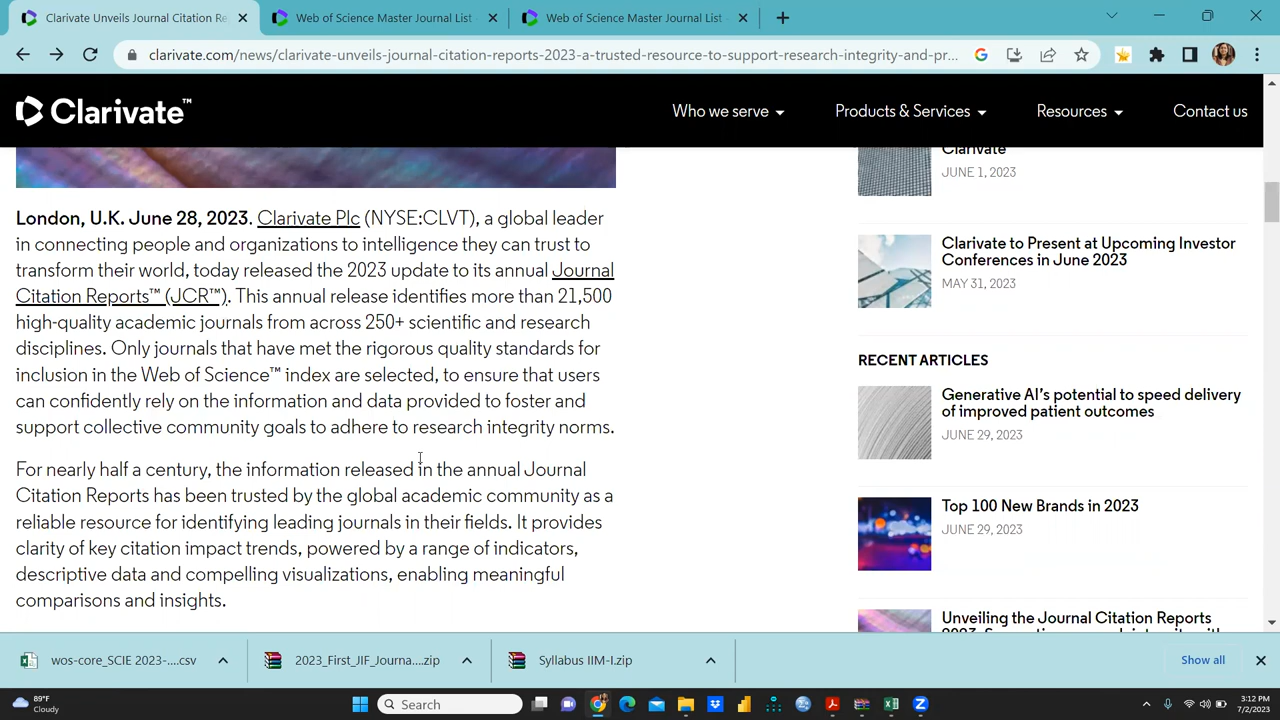 Clarivate Unveils Journal Citation Re
Web of Science Master Journal List -
Web of Science Master Journal List -
clarivate.com/news/clarivate-unveils-journal-citation-reports-2023-a-trusted-resource-to-support-research-integrity-and-pr...
Clarivate™
Who we serve
Products & Services
Resources
Contact us
Clarivate
JUNE 1, 2023
London, U.K. June 28, 2023. Clarivate Plc (NYSE:CLVT), a global leader
in connecting people and organizations to intelligence they can trust to
transform their world, today released the 2023 update to its annual Journal
Citation Reports™ (JCR™). This annual release identifies more than 21,500
high-quality academic journals from across 250+ scientific and research
disciplines. Only journals that have met the rigorous quality standards for
inclusion in the Web of Science™ index are selected, to ensure that users
can confidently rely on the information and data provided to foster and
support collective community goals to adhere to research integrity norms.
For nearly half a century, the information released in the annual Journal
Citation Reports has been trusted by the global academic community as a
reliable resource for identifying leading journals in their fields. It provides
clarity of key citation impact trends, powered by a range of indicators,
descriptive data and compelling visualizations, enabling meaningful
comparisons and insights.
Clarivate to Present at Upcoming Investor
Conferences in June 2023
MAY 31, 2023
RECENT ARTICLES
Generative AI's potential to speed delivery
of improved patient outcomes
JUNE 29, 2023
Top 100 New Brands in 2023
JUNE 29, 2023
Unveiling the Journal Citation Reports
wos-core_SCIE 2023-....csv
2023_First_JIF_Journa....zip
Syllabus IIM-I.zip
Show all
89°F
Cloudy
Search
3:12 PM
7/2/2023